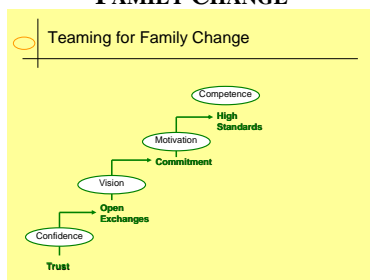 FAMILY CHANGE
Teaming for Family Change
Competence
High
Standards
Motivation
Commitment
Vision
Open
Exchanges
Confidence
Trust